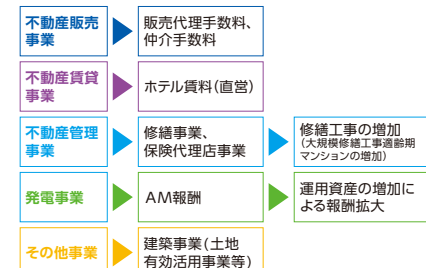 不動産販売
事業
販売代理手数料、
仲介手数料
不動産賃貸
事業
ホテル賃料（直営）
不動産管理
事業
修繕事業、
保険代理店事業
修繕工事の増加
（大規模修繕工事適齢期
マンションの増加）
発電事業
AM報酬
運用資産の増加に
よる報酬拡大
その他事業
建築事業（土地
有効活用事業等）